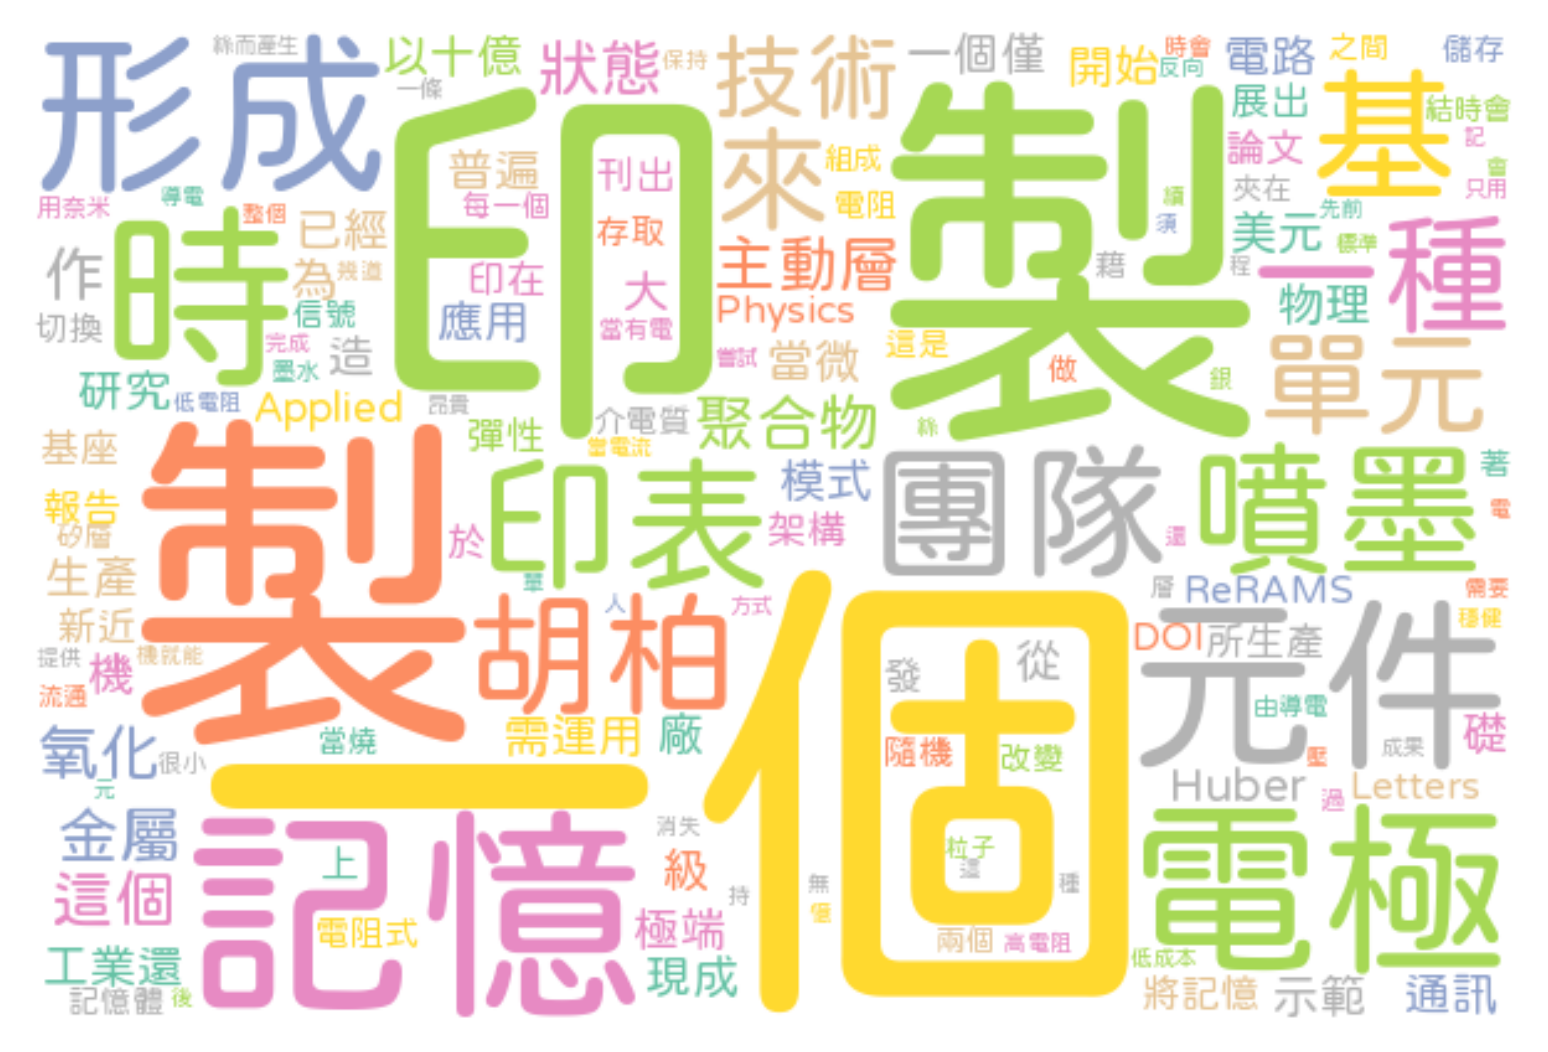 形成
絲而產生
以十億
一條
狀態
保持
技術
一個僅
開始
時會
反向
電路
之間
儲存
印製
展出
基
結時會
論文
記
會
普遍
刊出
來
組成
夾在
只用
用奈米
導電
整個
每一個
電阻
續
須
先前
時
已經
存取
美元
標準
一種
作
為
幾道
印在
大
主動層
藉
程
物理
切換
信號
應用
當有電
Physics
完成
造
嘗試
當微
這是
做
單元
研究
墨水
低電阻
Applied
昂貴
介電質
聚合物
銀
絲
彈性
當電流
基座
製
印表
模式
團隊
噴墨
著
報告
矽層
於
架構
還
電
生產
單
層
ReRAMS
需要
新近
胡柏
人
方式
一個
元件
穩健
DOI
所生產
提供
機
機就能
發
從
流通
由導電
礎
氧化
很小
當燒
需運用
廠
隨機
改變
壓
成果
元
Huber
過
Letters
金屬
記憶
消失
電極
上
級
粒子
這
這個
持
無
億
種
電阻式
極端
兩個
高電阻
工業還
現成
低成本
記憶體
後
將記憶
示範
通訊